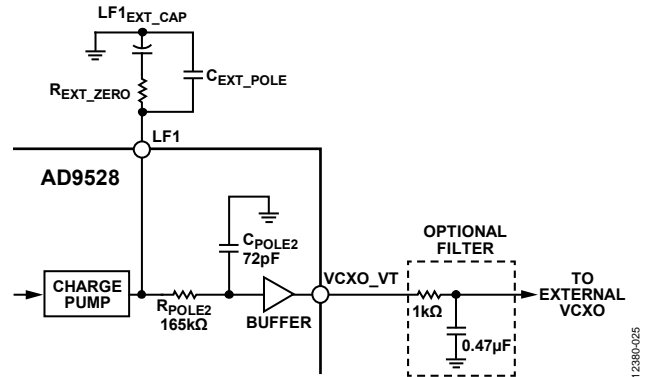 LF1EXT_CAP
REXT_ZERO
CEXT_POLE
LF1
AD9528
CPOLE2
72pF
VCXO_VT
OPTIONAL
FILTER
CHARGE
PUMP
RPOLE2
165kΩ
BUFFER
1kΩ
0.47µF
TO
EXTERNAL
VCXO
12380-025